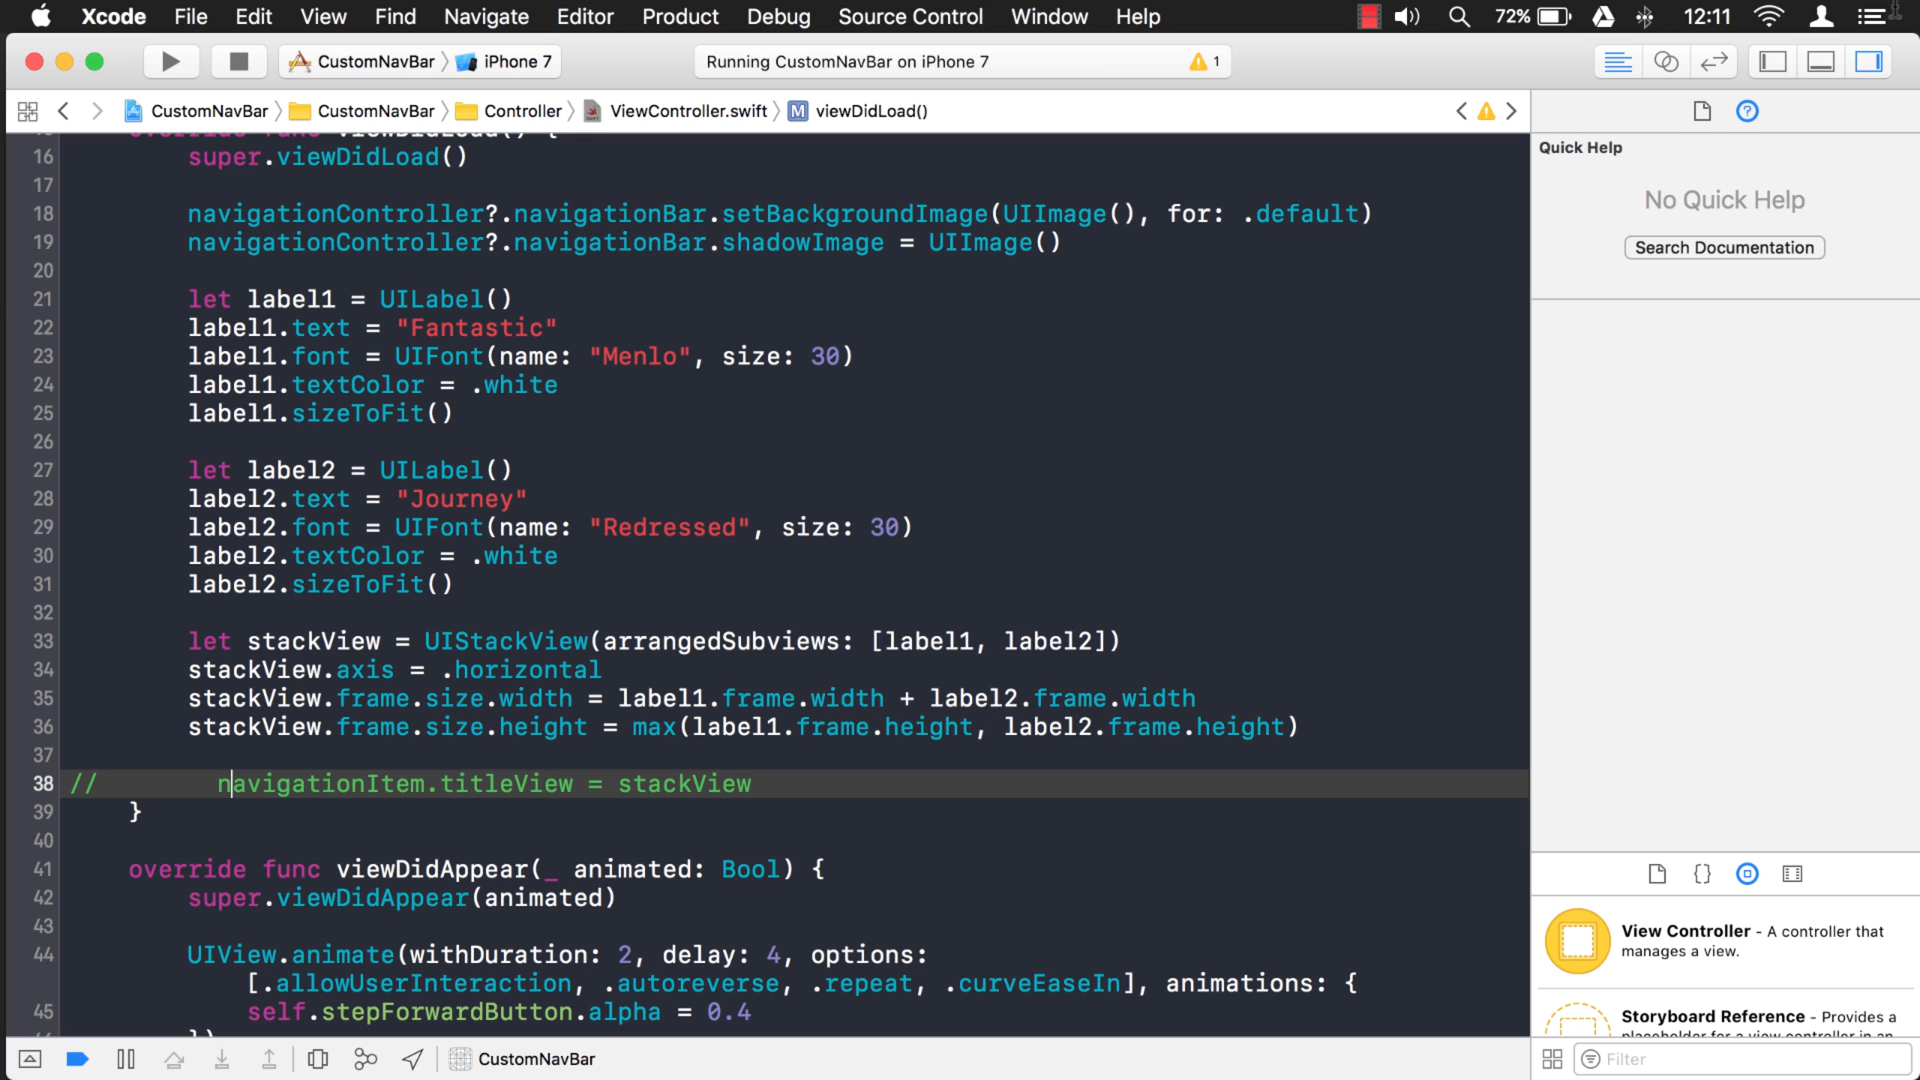 Xcode File Edit View Find Navigate Editor Product Debug Source Control Window Help 72% 12:11
CustomNavBar iPhone 7 Running CustomNavBar on iPhone 7 1
CustomNavBar CustomNavBar Controller ViewController.swift M viewDidLoad()
override func viewDidLoad() {
16 super.viewDidLoad()
17
18 navigationController?.navigationBar.setBackgroundImage(UIImage(), for: .default)
19 navigationController?.navigationBar.shadowImage = UIImage()
20
21 let label1 = UILabel()
22 label1.text = "Fantastic"
23 label1.font = UIFont(name: "Menlo", size: 30)
24 label1.textColor = .white
25 label1.sizeToFit()
26
27 let label2 = UILabel()
28 label2.text = "Journey"
29 label2.font = UIFont(name: "Redressed", size: 30)
30 label2.textColor = .white
31 label2.sizeToFit()
32
33 let stackView = UIStackView(arrangedSubviews: [label1, label2])
34 stackView.axis = .horizontal
35 stackView.frame.size.width = label1.frame.width + label2.frame.width
36 stackView.frame.size.height = max(label1.frame.height, label2.frame.height)
37
38 // navigationItem.titleView = stackView
39 }
40
41 override func viewDidAppear(_ animated: Bool) {
42 super.viewDidAppear(animated)
43
44 UIView.animate(withDuration: 2, delay: 4, options:
[.allowUserInteraction, .autoreverse, .repeat, .curveEaseIn], animations: {
45 self.stepForwardButton.alpha = 0.4
CustomNavBar
Quick Help
No Quick Help
Search Documentation
{}
View Controller - A controller that
manages a view.
Storyboard Reference - Provides a
placeholder for a view controller in an
Filter